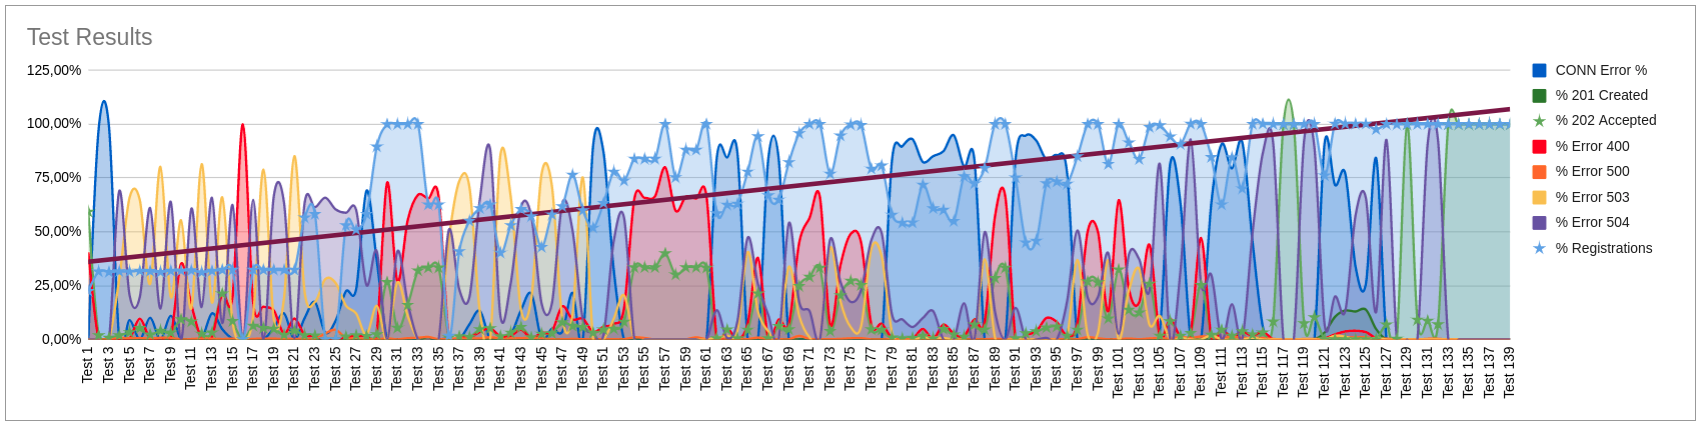 Test Results
125,00%
100,00%
75,00%
50,00%
25,00%
0,00%
Test 1
Test 3
Test 5
Test 7
Test 9
Test 11
Test 13
Test 15
Test 17
Test 19
Test 21
Test 23
Test 25
Test 27
Test 29
Test 31
Test 33
Test 35
Test 37
Test 39
Test 41
Test 43
Test 45
Test 47
Test 49
Test 51
Test 53
Test 55
Test 57
Test 59
Test 61
Test 63
Test 65
Test 67
Test 69
Test 71
Test 73
Test 75
Test 77
Test 79
Test 81
Test 83
Test 85
Test 87
Test 89
Test 91
Test 93
Test 95
Test 97
Test 99
Test 101
Test 103
Test 105
Test 107
Test 109
Test 111
Test 113
Test 115
Test 117
Test 119
Test 121
Test 123
Test 125
Test 127
Test 129
Test 131
Test 133
Test 135
Test 137
Test 139
CONN Error %
% 201 Created
% 202 Accepted
% Error 400
% Error 500
% Error 503
% Error 504
% Registrations